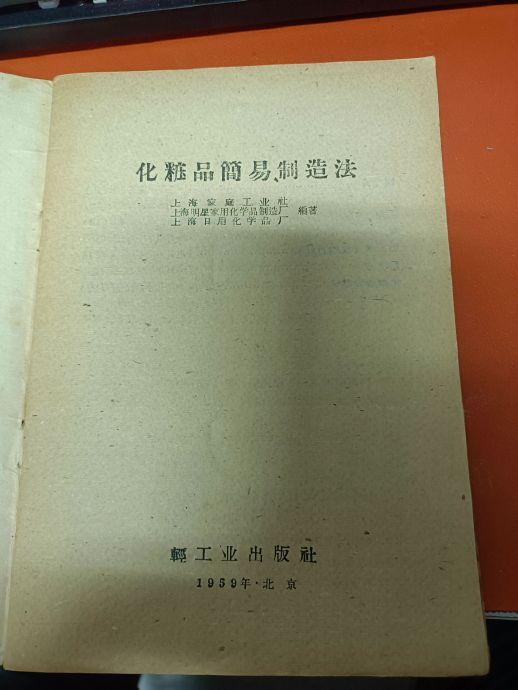 化粧品簡易制造法
上海家庭工业社
上海明星家用化学品制造厂 編著
上海日用化学品厂
輕工业出版社
1959年·北京